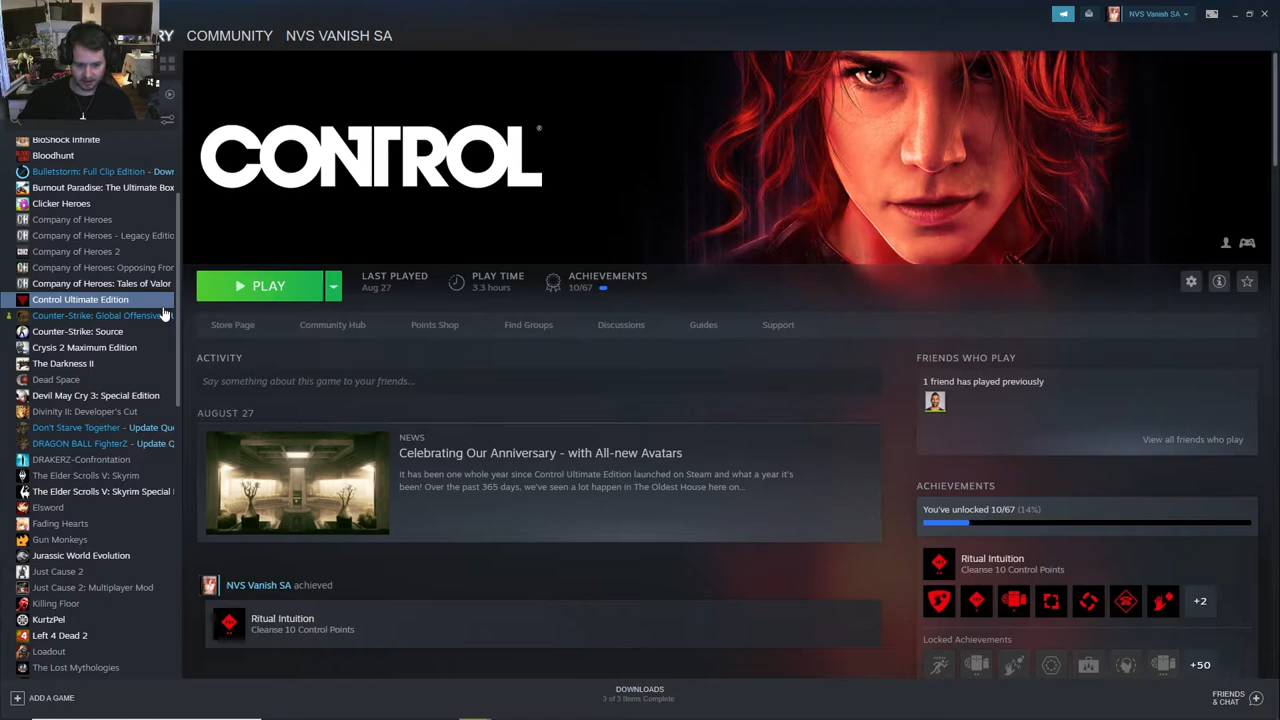 COMMUNITY
NVS VANISH SA
NVS Vanish SA
BioShock Infinite
Bloodhunt
Bulletstorm: Full Clip Edition - Down
Burnout Paradise: The Ultimate Box
Clicker Heroes
Company of Heroes
Company of Heroes - Legacy Editio
Company of Heroes 2
Company of Heroes: Opposing Fron
Company of Heroes: Tales of Valor
Control Ultimate Edition
Counter-Strike: Global Offensive
Counter-Strike: Source
Crysis 2 Maximum Edition
The Darkness II
Dead Space
Devil May Cry 3: Special Edition
Divinity II: Developer's Cut
Don't Starve Together - Update Que
DRAGON BALL FighterZ - Update Q
DRAKERZ-Confrontation
The Elder Scrolls V: Skyrim
The Elder Scrolls V: Skyrim Special
Elsword
Fading Hearts
Gun Monkeys
Jurassic World Evolution
Just Cause 2
Just Cause 2: Multiplayer Mod
Killing Floor
KurtzPel
Left 4 Dead 2
Loadout
The Lost Mythologies
CONTROL®
PLAY
LAST PLAYED
Aug 27
PLAY TIME
3.3 hours
ACHIEVEMENTS
10/67
Store Page
Community Hub
Points Shop
Find Groups
Discussions
Guides
Support
ACTIVITY
Say something about this game to your friends...
AUGUST 27
NEWS
Celebrating Our Anniversary - with All-new Avatars
It has been one whole year since Control Ultimate Edition launched on Steam and what a year it's
been! Over the past 365 days, we've seen a lot happen in The Oldest House here on...
NVS Vanish SA achieved
Ritual Intuition
Cleanse 10 Control Points
FRIENDS WHO PLAY
1 friend has played previously
View all friends who play
ACHIEVEMENTS
You've unlocked 10/67 (14%)
Ritual Intuition
Cleanse 10 Control Points
+2
Locked Achievements
+50
ADD A GAME
DOWNLOADS
3 of 3 Items Complete
FRIENDS
& CHAT